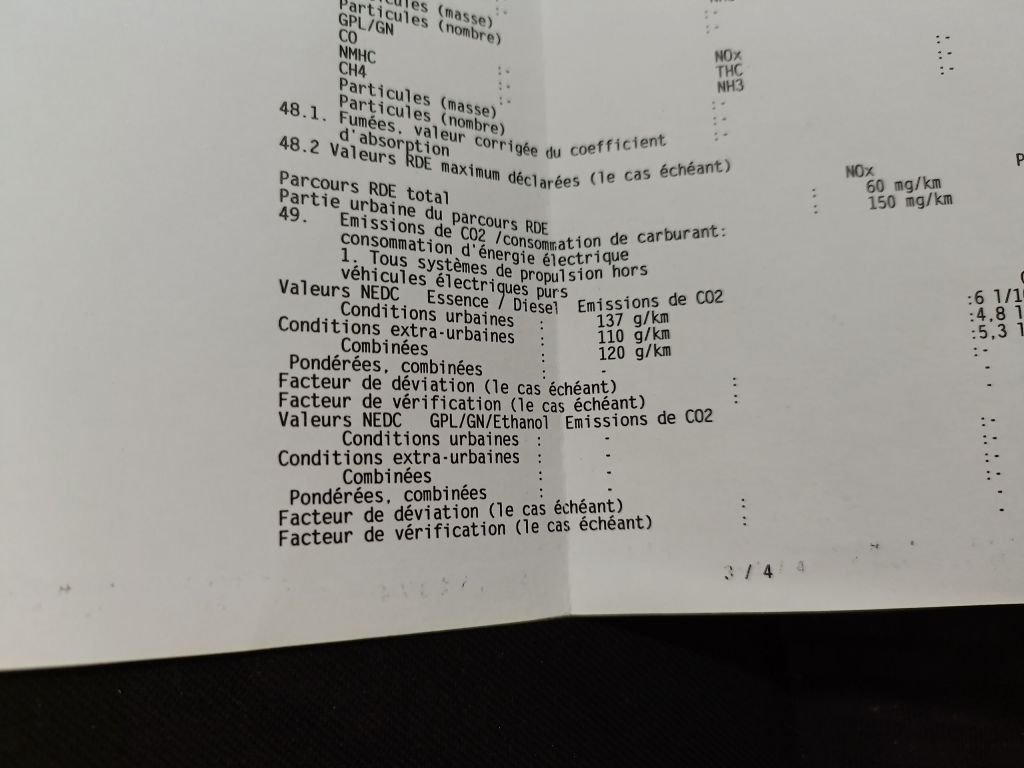 Particules (masse)
Particules (nombre)
GPL/GN
CO :- NOx :-
NMHC :- THC :-
CH4 :- NH3 :-
Particules (masse) :-
Particules (nombre) :-
48.1. Fumées, valeur corrigée du coefficient :-
d'absorption
48.2 Valeurs RDE maximum déclarées (le cas échéant)
NOx
Parcours RDE total : 60 mg/km
Partie urbaine du parcours RDE : 150 mg/km
49. Emissions de CO2 /consommation de carburant:
consommation d'énergie électrique
1. Tous systèmes de propulsion hors
véhicules électriques purs
Valeurs NEDC Essence / Diesel Emissions de CO2
Conditions urbaines : 137 g/km :6
Conditions extra-urbaines : 110 g/km :4,8 l
Combinées : 120 g/km :5,3 l
Pondérées, combinées : - :-
Facteur de déviation (le cas échéant) : -
Facteur de vérification (le cas échéant) : -
Valeurs NEDC GPL/GN/Ethanol Emissions de CO2
Conditions urbaines : - :-
Conditions extra-urbaines : - :-
Combinées : - :-
Pondérées, combinées : - :-
Facteur de déviation (le cas échéant) : -
Facteur de vérification (le cas échéant) : -
3 / 4